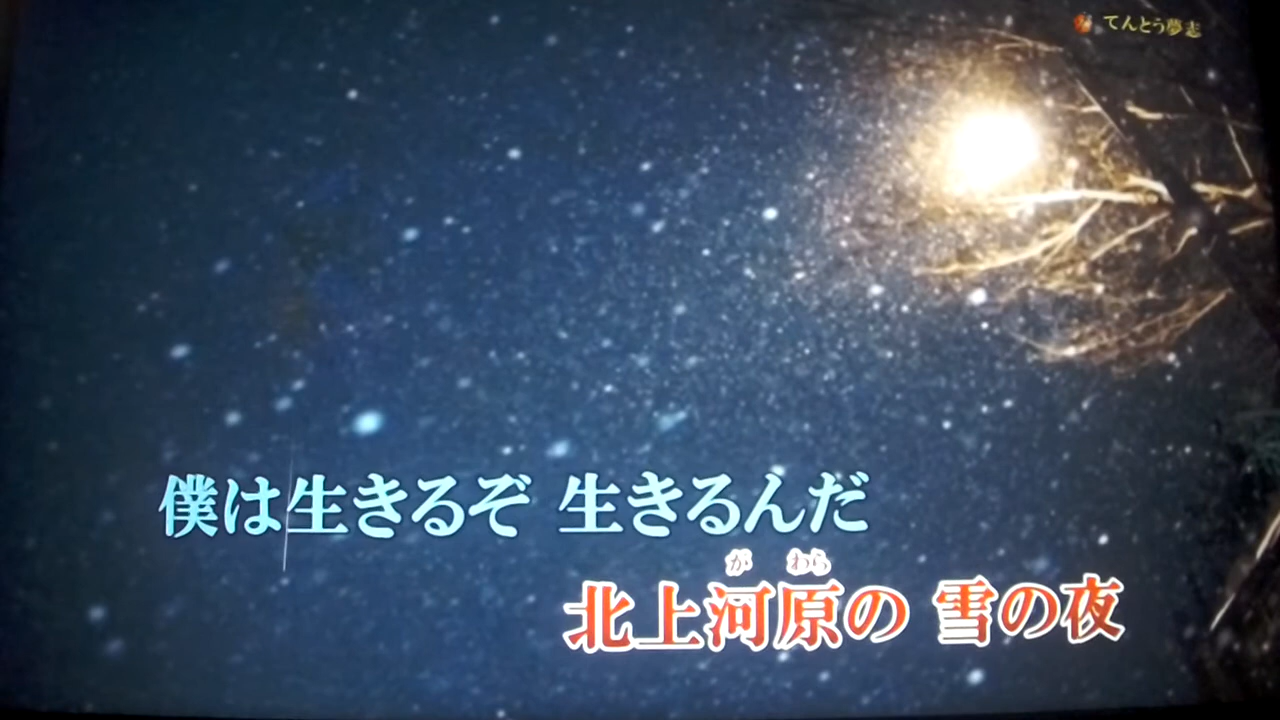 てんとう夢志
僕は生きるぞ 生きるんだ
が わら
北上河原の 雪の夜